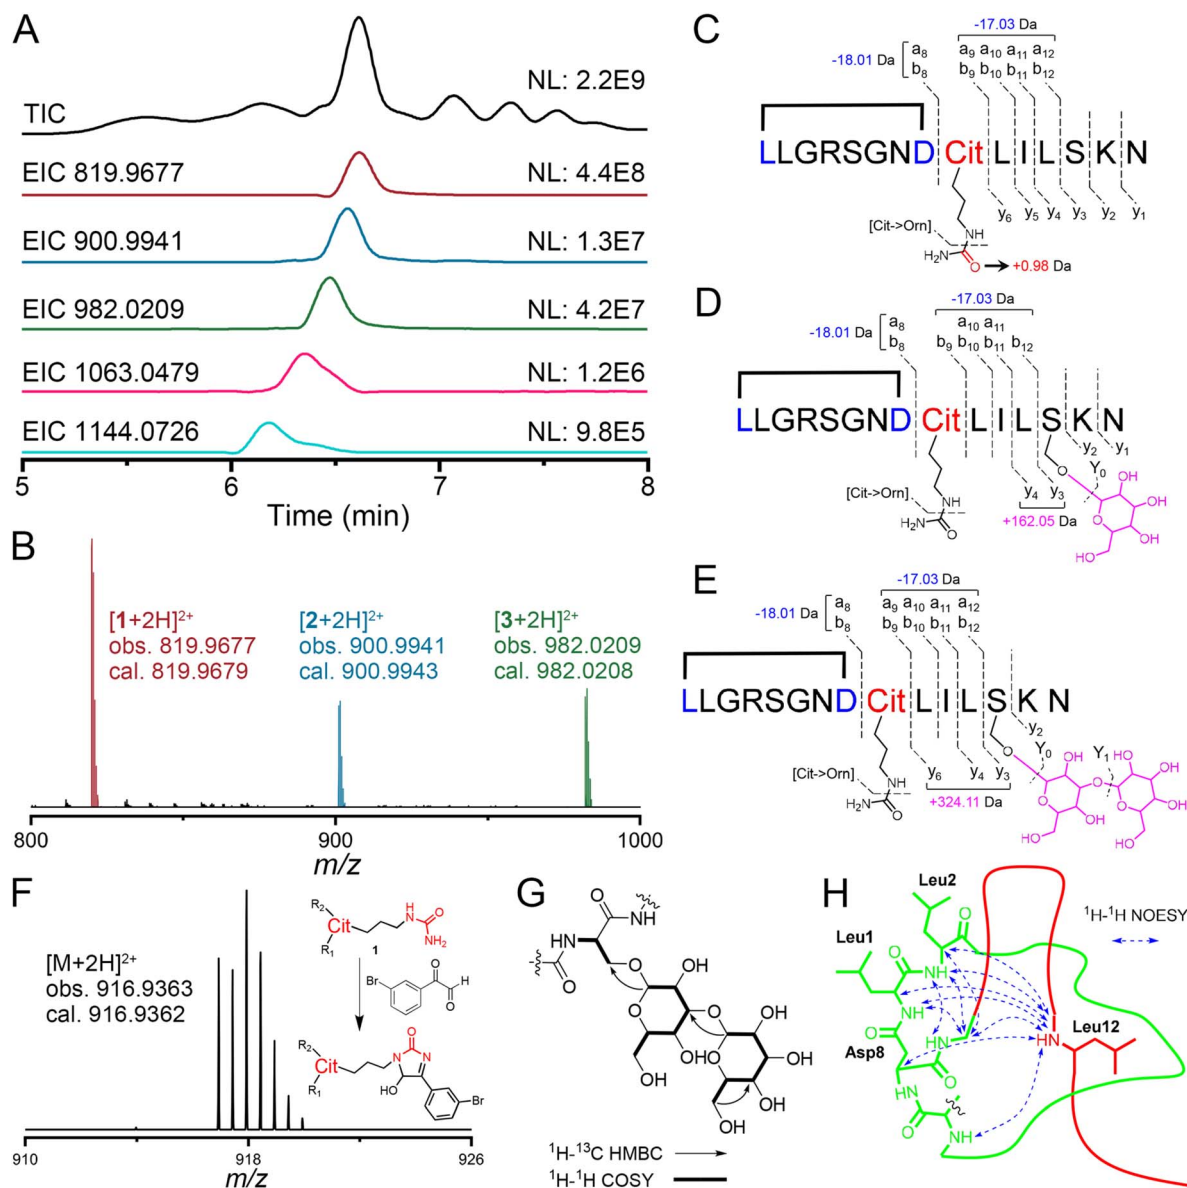 A
TIC
NL: 2.2E9
EIC 819.9677
NL: 4.4E8
EIC 900.9941
NL: 1.3E7
EIC 982.0209
NL: 4.2E7
EIC 1063.0479
NL: 1.2E6
EIC 1144.0726
NL: 9.8E5
5 6 7 8
Time (min)
B
[1+2H]²⁺
obs. 819.9677
cal. 819.9679
[2+2H]²⁺
obs. 900.9941
cal. 900.9943
[3+2H]²⁺
obs. 982.0209
cal. 982.0208
800 900 1000
m/z
C
-17.03 Da
-18.01 Da
a₈ a₉ a₁₀ a₁₁ a₁₂
b₈ b₉ b₁₀ b₁₁ b₁₂
LLGRSGND Cit LILSKN
y₆ y₅ y₄ y₃ y₂ y₁
[Cit->Orn]
NH
H₂N
O
+0.98 Da
D
-17.03 Da
-18.01 Da
a₈ a₁₀ a₁₁
b₈ b₉ b₁₀ b₁₁ b₁₂
LLGRSGND Cit LILSKN
y₂ y₁
Y₀
O
[Cit->Orn]
NH
H₂N
O
y₄ y₃
+162.05 Da
OH
OH
O
OH
HO
E
-17.03 Da
-18.01 Da
a₈ a₉ a₁₀ a₁₁ a₁₂
b₈ b₉ b₁₀ b₁₁ b₁₂
LLGRSGND Cit LILSKN
y₂
O
Y₀
Y₁
y₆ y₄ y₃
+324.11 Da
[Cit->Orn]
NH
H₂N
O
OH
HO
OH
O
O
OH
O
OH
HO
HO
F
[M+2H]²⁺
obs. 916.9363
cal. 916.9362
R₂
Cit
R₁
H
N
O
NH₂
1
Br
O
O
R₂
Cit
R₁
O
N
N
HO
Br
910 918 926
m/z
G
O
NH
H
N
O
O
OH
O
O
OH
OH
OH
O
OH
OH
OH
¹H-¹³C HMBC
¹H-¹H COSY
H
Leu2
¹H-¹H NOESY
Leu1
O
O
NH
NH
O
Asp8
HN
O
HN
Leu12
HN
O
NH